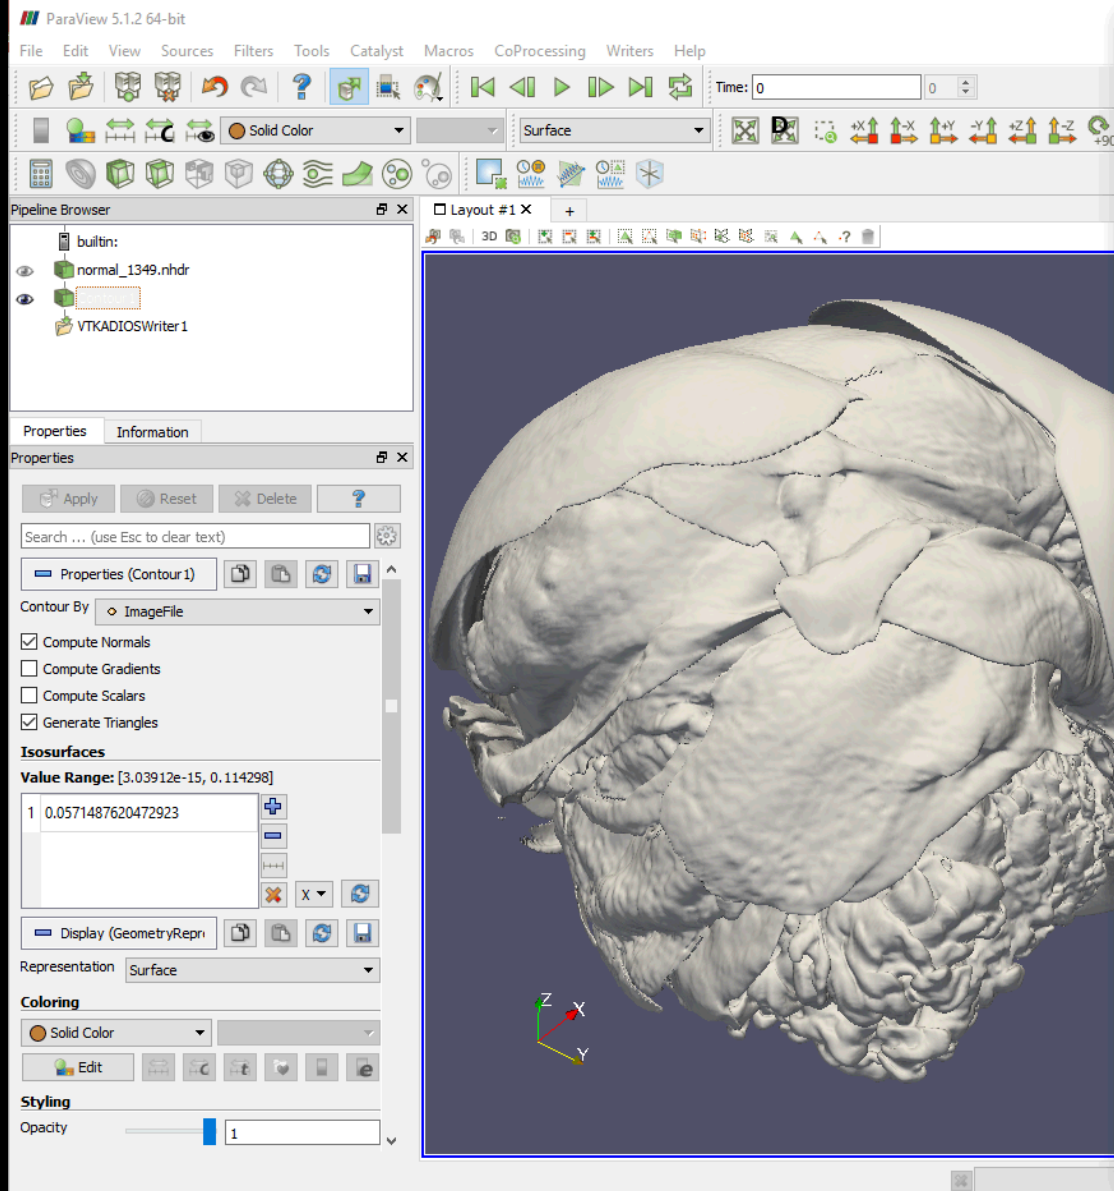 ParaView 5.1.2 64-bit
File Edit View Sources Filters Tools Catalyst Macros CoProcessing Writers Help
Time: 0 0
Solid Color Surface +X -X +Y -Y +Z -Z +90
Pipeline Browser
Layout #1 +
3D
builtin:
normal_1349.nhdr
VTKADIOSWriter1
Properties Information
Properties
Apply Reset Delete ?
Search ... (use Esc to clear text)
Properties (Contour1)
Contour By ImageFile
Compute Normals
Compute Gradients
Compute Scalars
Generate Triangles
Isosurfaces
Value Range: [3.03912e-15, 0.114298]
1 0.0571487620472923
X
Display (GeometryRepr
Representation Surface
Coloring
Solid Color
Edit
Styling
Opacity 1
Z
X
Y